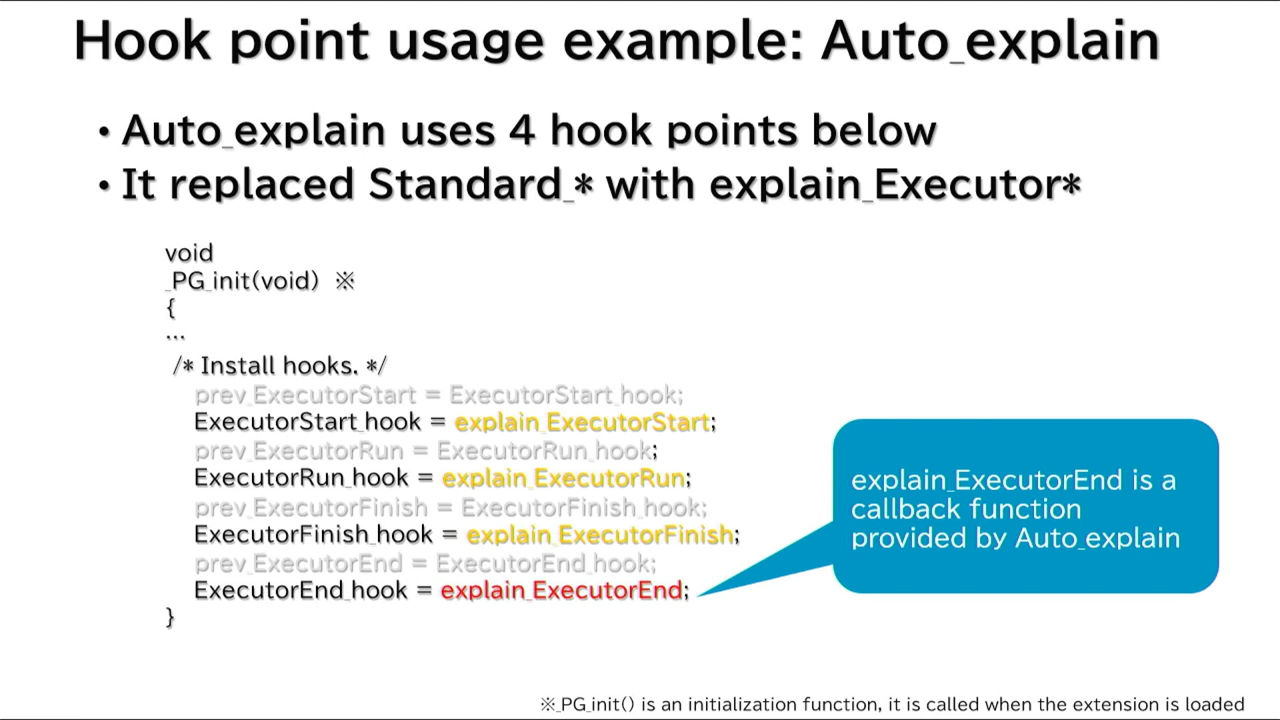 Hook point usage example: Auto_explain
• Auto_explain uses 4 hook points below
• It replaced Standard_* with explain_Executor*
void
_PG_init(void) ※
{
...
/* Install hooks. */
prev_ExecutorStart = ExecutorStart_hook;
ExecutorStart_hook = explain_ExecutorStart;
prev_ExecutorRun = ExecutorRun_hook;
ExecutorRun_hook = explain_ExecutorRun;
prev_ExecutorFinish = ExecutorFinish_hook;
ExecutorFinish_hook = explain_ExecutorFinish;
prev_ExecutorEnd = ExecutorEnd_hook;
ExecutorEnd_hook = explain_ExecutorEnd;
}
explain_ExecutorEnd is a
callback function
provided by Auto_explain
※_PG_init() is an initialization function, it is called when the extension is loaded